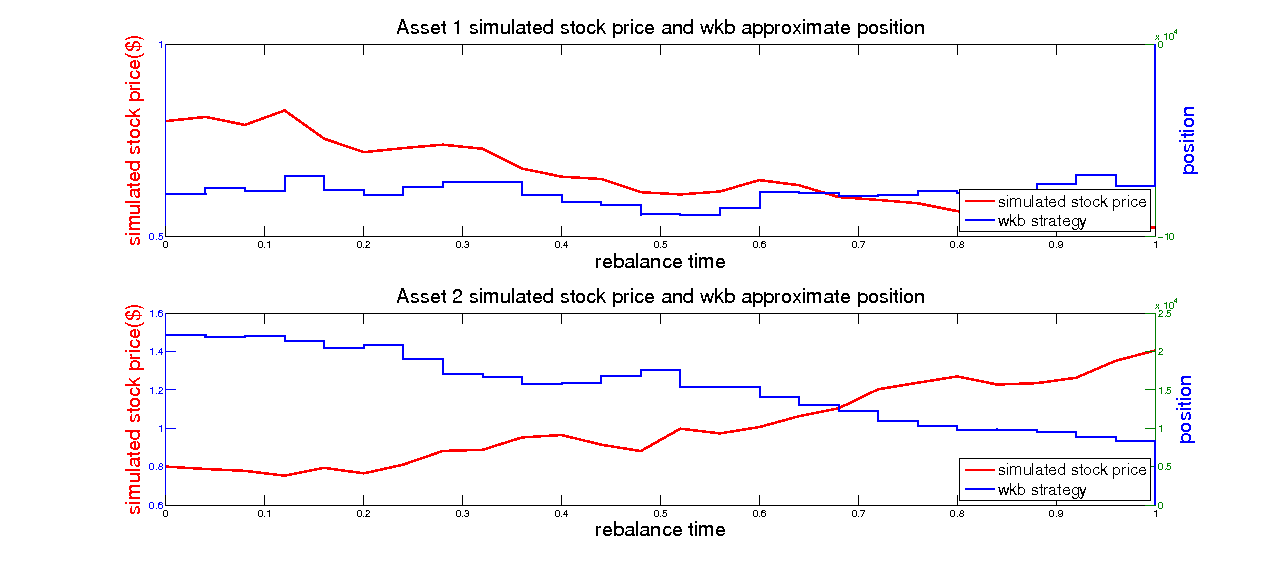 Asset 1 simulated stock price and wkb approximate position
x 10^4
1
0
simulated stock price($)
position
simulated stock price
wkb strategy
0.5
-10
0 0.1 0.2 0.3 0.4 0.5 0.6 0.7 0.8 0.9 1
rebalance time
Asset 2 simulated stock price and wkb approximate position
x 10^4
1.6
2.5
1.4
2
1.2
1.5
1
1
0.8
0.5
0.6
0
simulated stock price($)
position
simulated stock price
wkb strategy
0 0.1 0.2 0.3 0.4 0.5 0.6 0.7 0.8 0.9 1
rebalance time